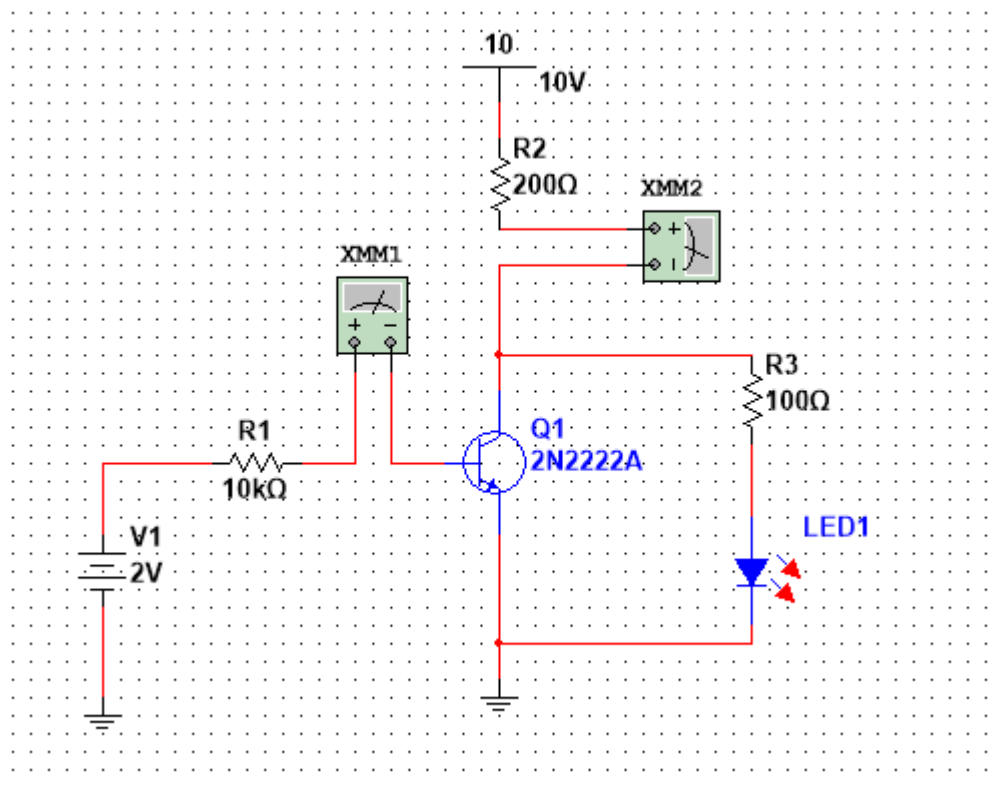 10
10V
R2
200Ω
XMM2
+
XMM1
+ −
R3
100Ω
R1
10kΩ
Q1
2N2222A
V1
2V
LED1